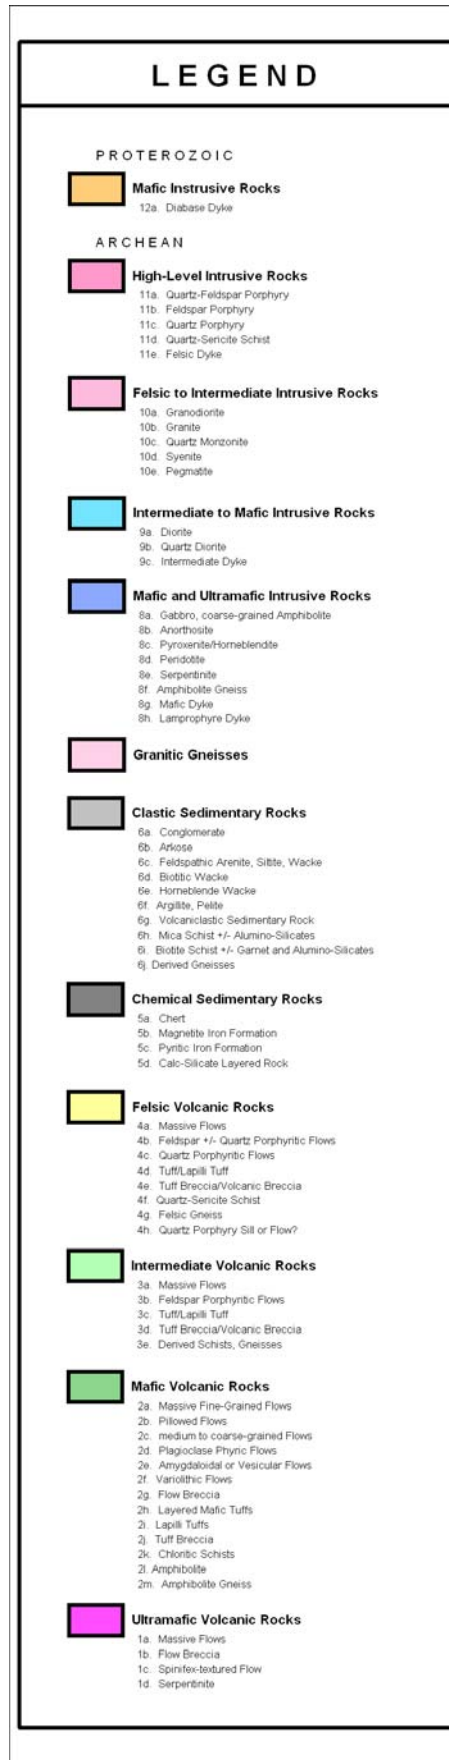 LEGEND
PROTEROZOIC
Mafic Instrusive Rocks
12a. Diabase Dyke
ARCHEAN
High-Level Intrusive Rocks
11a. Quartz-Feldspar Porphyry
11b. Feldspar Porphyry
11c. Quartz Porphyry
11d. Quartz-Sericite Schist
11e. Felsic Dyke
Felsic to Intermediate Intrusive Rocks
10a. Granodiorite
10b. Granite
10c. Quartz Monzonite
10d. Syenite
10e. Pegmatite
Intermediate to Mafic Intrusive Rocks
9a. Diorite
9b. Quartz Diorite
9c. Intermediate Dyke
Mafic and Ultramafic Intrusive Rocks
8a. Gabbro, coarse-grained Amphibolite
8b. Anorthosite
8c. Pyroxenite/Horneblendite
8d. Peridotite
8e. Serpentinite
8f. Amphibolite Gneiss
8g. Mafic Dyke
8h. Lamprophyre Dyke
Granitic Gneisses
Clastic Sedimentary Rocks
6a. Conglomerate
6b. Arkose
6c. Feldspathic Arenite, Siltite, Wacke
6d. Biotitic Wacke
6e. Horneblende Wacke
6f. Argillite, Pelite
6g. Volcaniclastic Sedimentary Rock
6h. Mica Schist +/- Alumino-Silicates
6i. Biotite Schist +/- Garnet and Alumino-Silicates
6j. Derived Gneisses
Chemical Sedimentary Rocks
5a. Chert
5b. Magnetite Iron Formation
5c. Pyritic Iron Formation
5d. Calc-Silicate Layered Rock
Felsic Volcanic Rocks
4a. Massive Flows
4b. Feldspar +/- Quartz Porphyritic Flows
4c. Quartz Porphyritic Flows
4d. Tuff/Lapilli Tuff
4e. Tuff Breccia/Volcanic Breccia
4f. Quartz-Sericite Schist
4g. Felsic Gneiss
4h. Quartz Porphyry Sill or Flow?
Intermediate Volcanic Rocks
3a. Massive Flows
3b. Feldspar Porphyritic Flows
3c. Tuff/Lapilli Tuff
3d. Tuff Breccia/Volcanic Breccia
3e. Derived Schists, Gneisses
Mafic Volcanic Rocks
2a. Massive Fine-Grained Flows
2b. Pillowed Flows
2c. medium to coarse-grained Flows
2d. Plagioclase Phyric Flows
2e. Amygdaloidal or Vesicular Flows
2f. Variolithic Flows
2g. Flow Breccia
2h. Layered Mafic Tuffs
2i. Lapilli Tuffs
2j. Tuff Breccia
2k. Chloritic Schists
2l. Amphibolite
2m. Amphibolite Gneiss
Ultramafic Volcanic Rocks
1a. Massive Flows
1b. Flow Breccia
1c. Spinifex-textured Flow
1d. Serpentinite